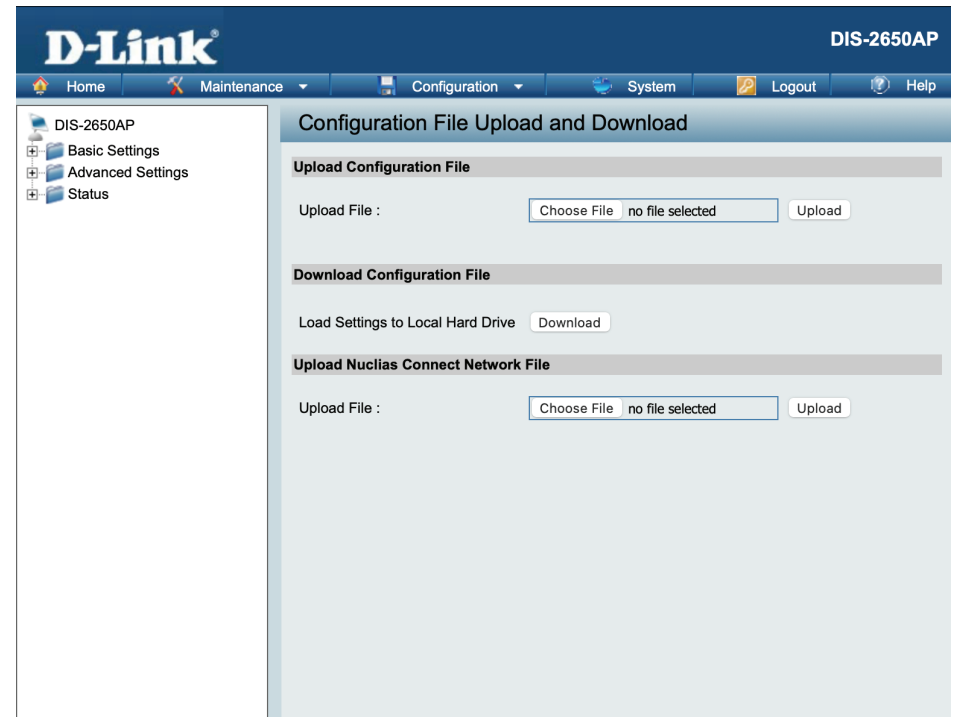 D-Link®
DIS-2650AP
Home Maintenance Configuration System Logout Help
DIS-2650AP
Basic Settings
Advanced Settings
Status
Configuration File Upload and Download
Upload Configuration File
Upload File : Choose File no file selected Upload
Download Configuration File
Load Settings to Local Hard Drive Download
Upload Nuclias Connect Network File
Upload File : Choose File no file selected Upload